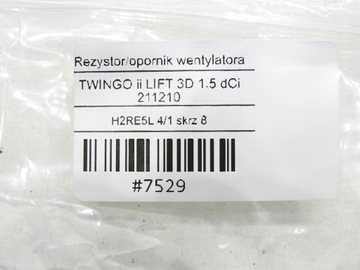 Rezystor/opornik wentylatora
TWINGO ii LIFT 3D 1.5 dCi
211210
H2RE5L 4/1 skrz 8
#7529